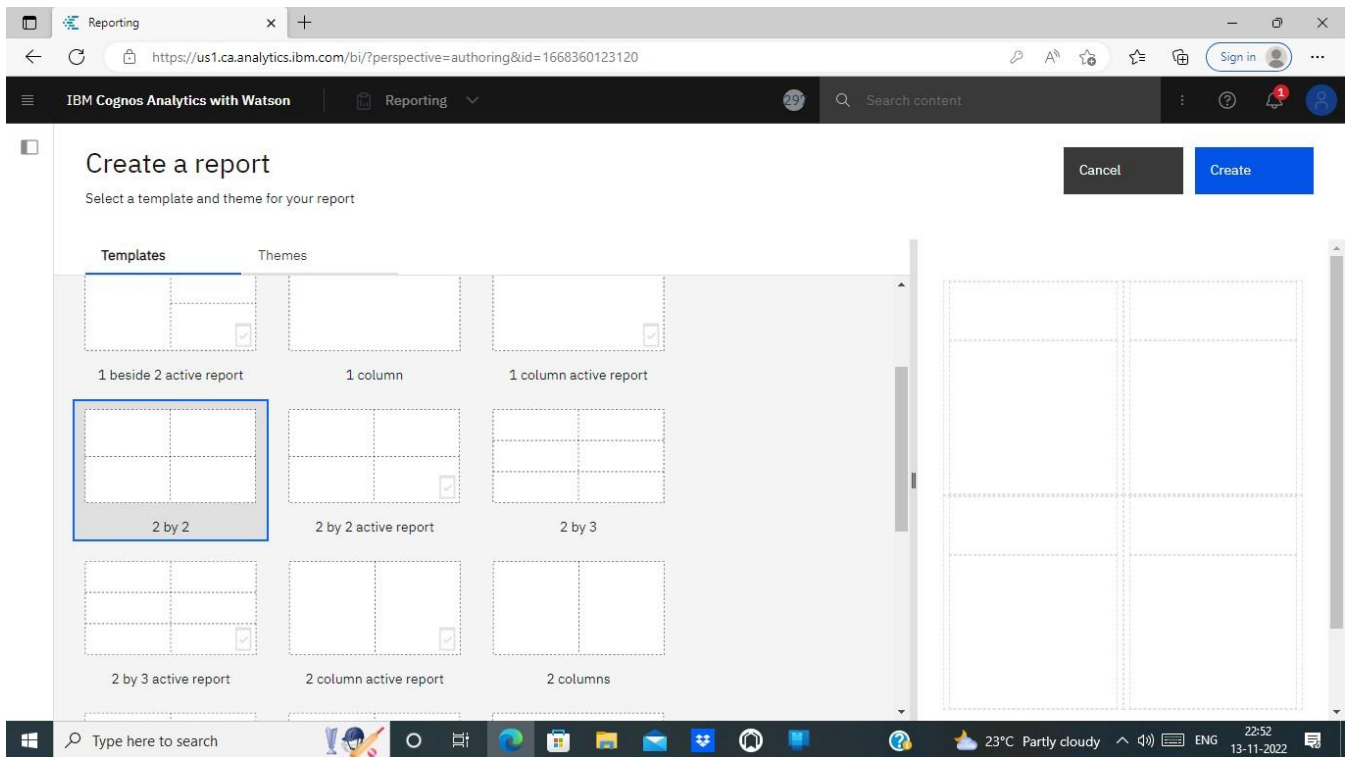 Reporting
https://us1.ca.analytics.ibm.com/bi/?perspective=authoring&id=1668360123120
Sign in
IBM Cognos Analytics with Watson
Reporting
Search content
1
Create a report
Select a template and theme for your report
Cancel
Create
Templates
Themes
1 beside 2 active report
1 column
1 column active report
2 by 2
2 by 2 active report
2 by 3
2 by 3 active report
2 column active report
2 columns
Type here to search
23°C Partly cloudy
ENG
22:52
13-11-2022